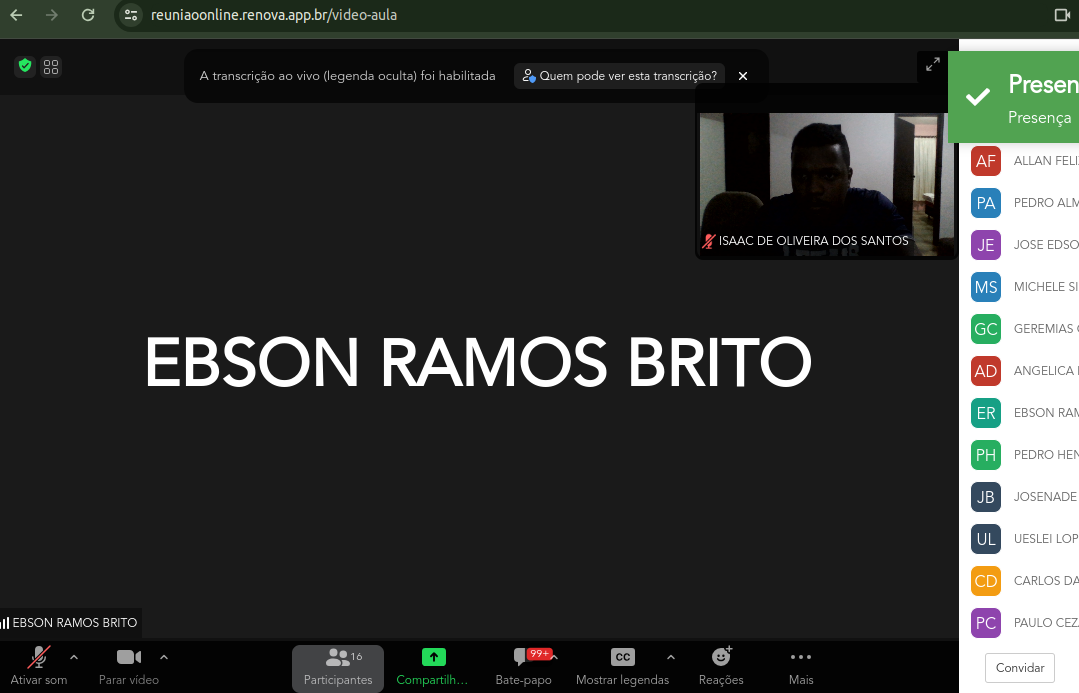 reuniaoonline.renova.app.br/video-aula
A transcrição ao vivo (legenda oculta) foi habilitada
Quem pode ver esta transcrição?
Presen
Presença
ISAAC DE OLIVEIRA DOS SANTOS
EBSON RAMOS BRITO
AF ALLAN FELI
PA PEDRO ALM
JE JOSE EDSO
MS MICHELE SI
GC GEREMIAS
AD ANGELICA
ER EBSON RAM
PH PEDRO HEN
JB JOSENADE
UL UESLEI LOP
CD CARLOS DA
PC PAULO CEZ
EBSON RAMOS BRITO
Ativar som
Parar vídeo
16
Participantes
Compartilh...
99+
Bate-papo
CC
Mostrar legendas
Reações
Mais
Convidar